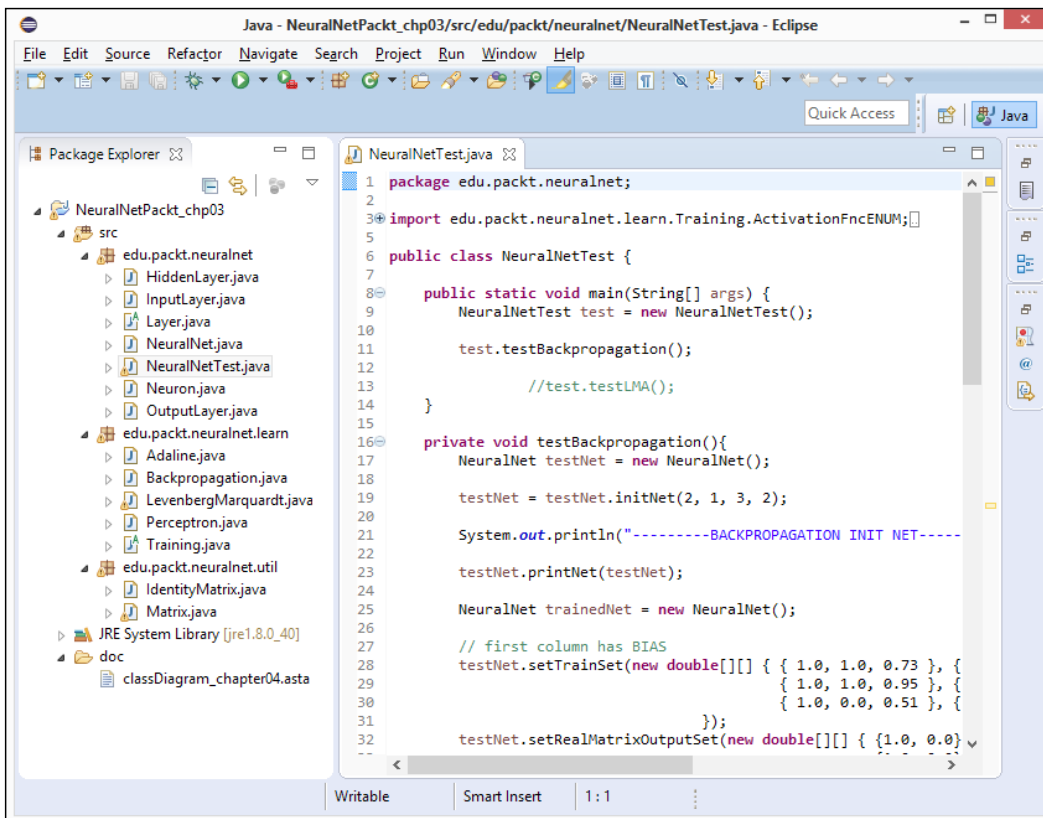 Java - NeuralNetPackt_chp03/src/edu/packt/neuralnet/NeuralNetTest.java - Eclipse
File Edit Source Refactor Navigate Search Project Run Window Help
Quick Access
Java
Package Explorer
NeuralNetPackt_chp03
src
edu.packt.neuralnet
HiddenLayer.java
InputLayer.java
Layer.java
NeuralNet.java
NeuralNetTest.java
Neuron.java
OutputLayer.java
edu.packt.neuralnet.learn
Adaline.java
Backpropagation.java
LevenbergMarquardt.java
Perceptron.java
Training.java
edu.packt.neuralnet.util
IdentityMatrix.java
Matrix.java
JRE System Library [jre1.8.0_40]
doc
classDiagram_chapter04.asta
NeuralNetTest.java
1 package edu.packt.neuralnet;
2
3 import edu.packt.neuralnet.learn.Training.ActivationFncENUM;
5
6 public class NeuralNetTest {
7
8 public static void main(String[] args) {
9 NeuralNetTest test = new NeuralNetTest();
10
11 test.testBackpropagation();
12
13 //test.testLMA();
14 }
15
16 private void testBackpropagation(){
17 NeuralNet testNet = new NeuralNet();
18
19 testNet = testNet.initNet(2, 1, 3, 2);
20
21 System.out.println("---------BACKPROPAGATION INIT NET-----
22
23 testNet.printNet(testNet);
24
25 NeuralNet trainedNet = new NeuralNet();
26
27 // first column has BIAS
28 testNet.setTrainSet(new double[][] { { 1.0, 1.0, 0.73 }, {
29 { 1.0, 1.0, 0.95 }, {
30 { 1.0, 0.0, 0.51 }, {
31 });
32 testNet.setRealMatrixOutputSet(new double[][] { {1.0, 0.0}
Writable Smart Insert 1 : 1